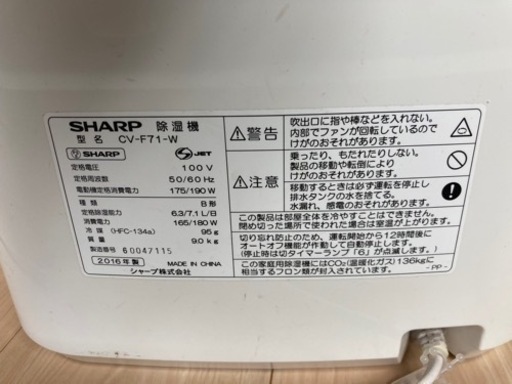 SHARP 除湿機
型 名 CV-F71-W
SHARP JET
定格電圧 100V
定格周波数 50/60Hz
電動機定格消費電力 175/190W
種 類 B形
定格除湿能力 6.3/7.1L/日
消費電力 165/180W
冷 媒 (HFC-134a) 95g
質 量 9.0kg
製造番号 60047115
2016年製 MADE IN CHINA
シャープ株式会社
警告
吹出口に指や棒などを入れない。
内部でファンが回転しているので
けがのおそれがあります。
注意
乗ったり、もたれたりしない。
製品の移動や転倒により
けがのおそれがあります。
移動するときは必ず運転を停止し
排水タンクの水を捨てる。
水漏れ、感電のおそれがあります。
この製品は部屋全体を冷やすことはできません。
閉め切った場所で使っていると室温が上がります。
切り忘れ防止のため、運転開始から12時間後に
オートオフ機能が作動して自動停止します。
(停止時は切タイマーランプ「6」が点滅します。)
この家庭用除湿機にはCO₂(温暖化ガス)136kgに
相当するフロン類が封入されています。 -PP-